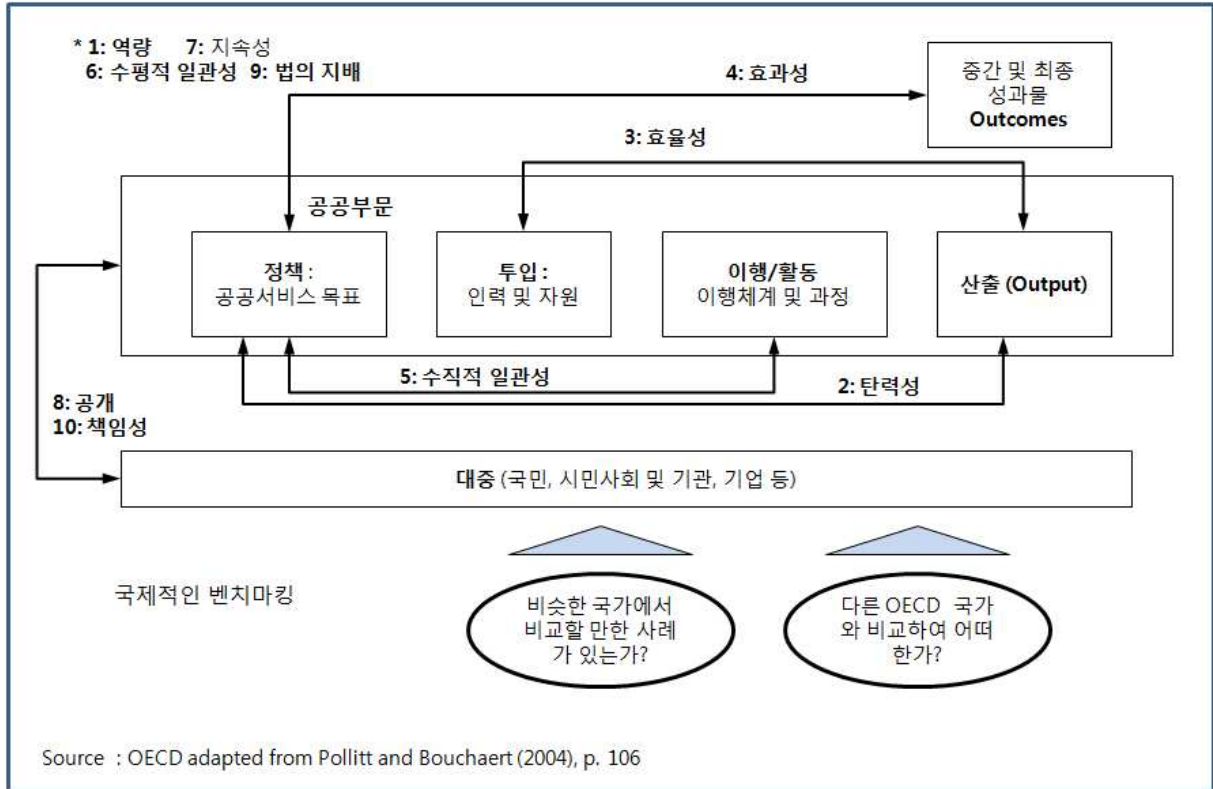 * 1: 역량 7: 지속성
6: 수평적 일관성 9: 법의 지배
4: 효과성
중간 및 최종
성과물
Outcomes
3: 효율성
공공부문
정책 :
공공서비스 목표
투입 :
인력 및 자원
이행/활동
이행체계 및 과정
산출 (Output)
5: 수직적 일관성
2: 탄력성
8: 공개
10: 책임성
대중 (국민, 시민사회 및 기관, 기업 등)
국제적인 벤치마킹
비슷한 국가에서
비교할 만한 사례
가 있는가?
다른 OECD 국가
와 비교하여 어떠
한가?
Source : OECD adapted from Pollitt and Bouchaert (2004), p. 106